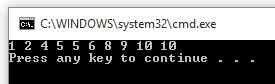 C:\WINDOWS\system32\cmd.exe
1 2 4 5 5 5 6 8 9 10 10
Press any key to continue . . .